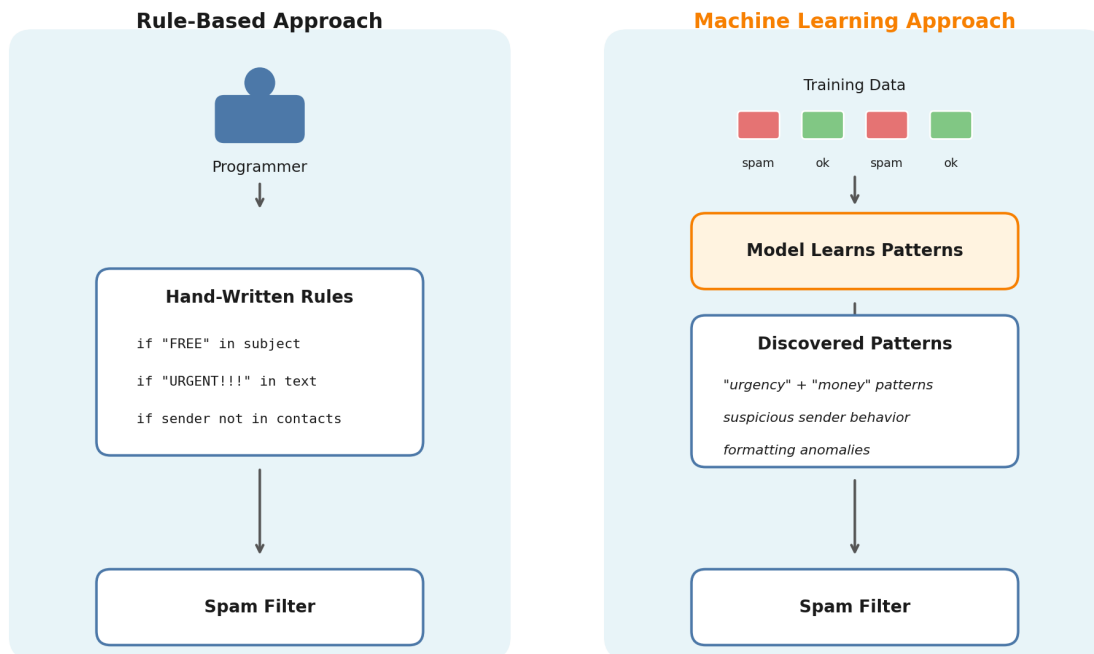 Rule-Based Approach
Programmer
Hand-Written Rules
if "FREE" in subject
if "URGENT!!!" in text
if sender not in contacts
Spam Filter
Machine Learning Approach
Training Data
spam ok spam ok
Model Learns Patterns
Discovered Patterns
"urgency" + "money" patterns
suspicious sender behavior
formatting anomalies
Spam Filter